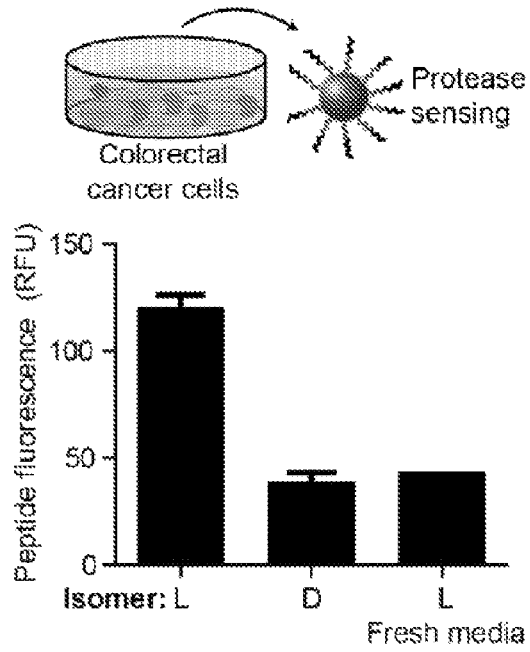 Protease
sensing
Colorectal
cancer cells
Peptide fluorescence (RFU)
150
100
50
0
Isomer: L D L
Fresh media